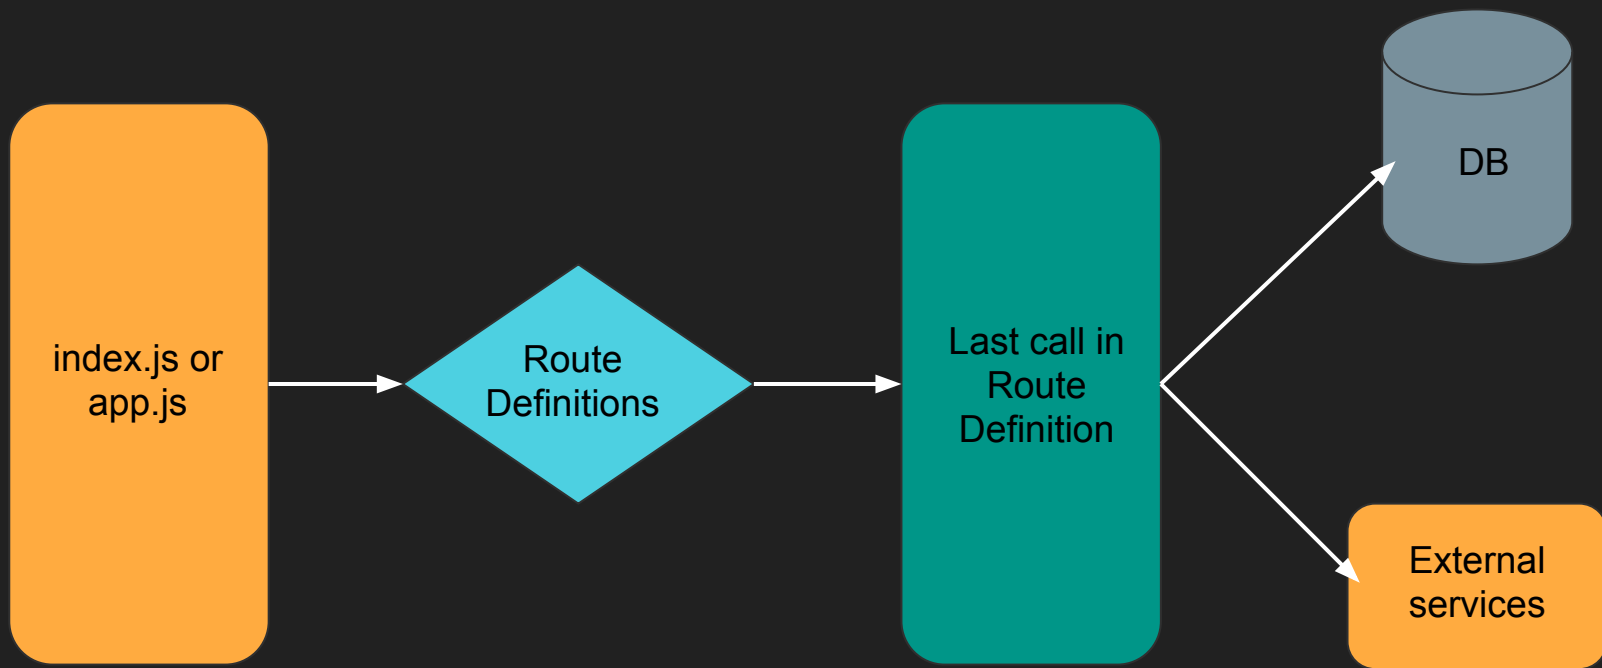 index.js or
app.js
Route
Definitions
Last call in
Route
Definition
DB
External
services